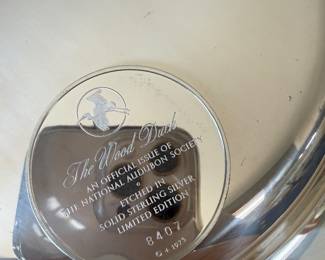 The Wood Duck
AN OFFICIAL ISSUE OF
THE NATIONAL AUDUBON SOCIETY
ETCHED IN
SOLID STERLING SILVER
LIMITED EDITION
8407
1973